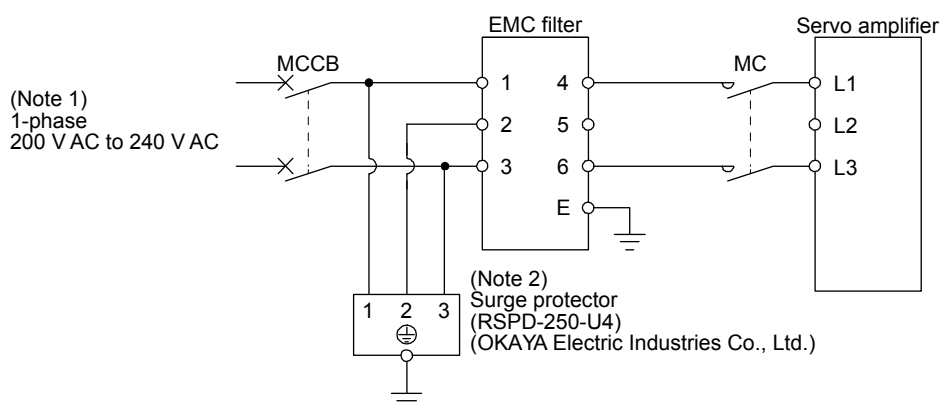 EMC filter
Servo amplifier
MCCB
MC
(Note 1)
1-phase
200 V AC to 240 V AC
1
4
L1
2
5
L2
3
6
L3
E
(Note 2)
Surge protector
(RSPD-250-U4)
(OKAYA Electric Industries Co., Ltd.)
1 2 3